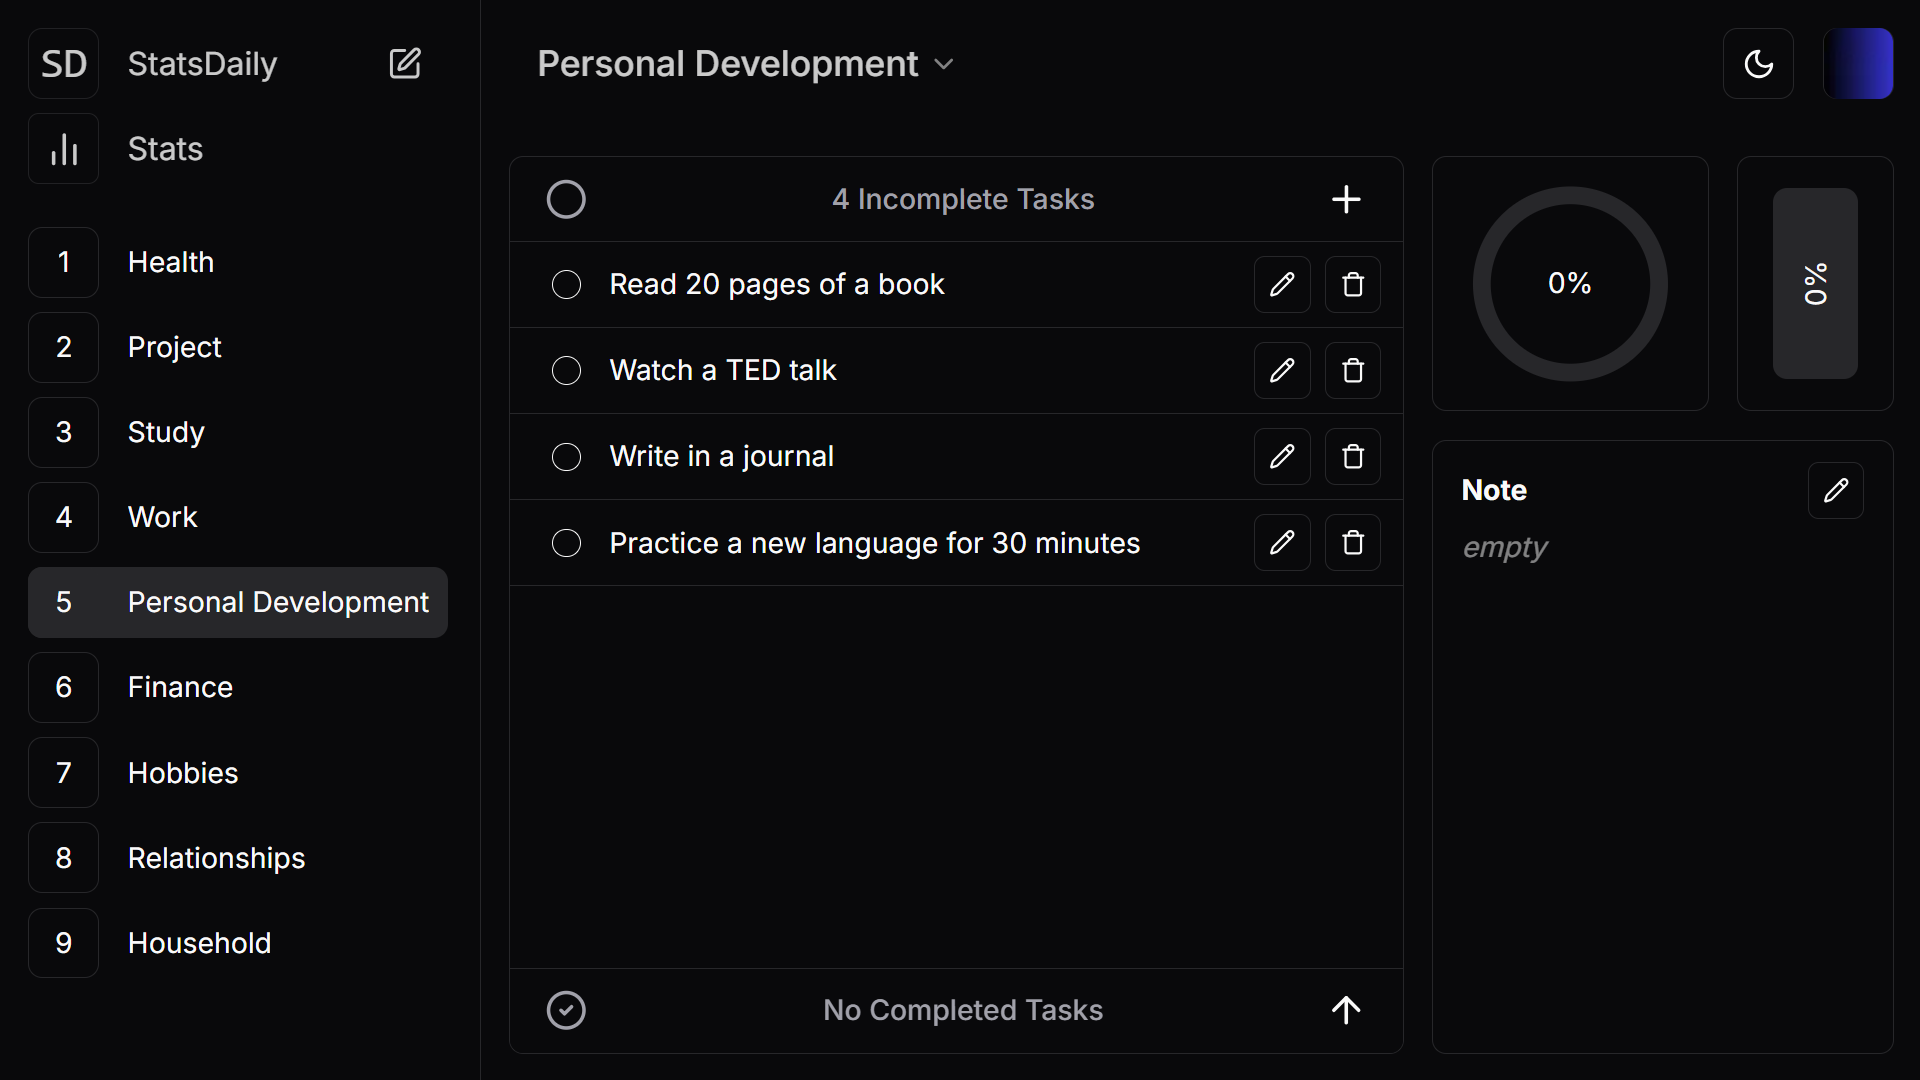 SD StatsDaily
Stats
1 Health
2 Project
3 Study
4 Work
5 Personal Development
6 Finance
7 Hobbies
8 Relationships
9 Household
Personal Development
4 Incomplete Tasks
Read 20 pages of a book
Watch a TED talk
Write in a journal
Practice a new language for 30 minutes
No Completed Tasks
0%
0%
Note
empty